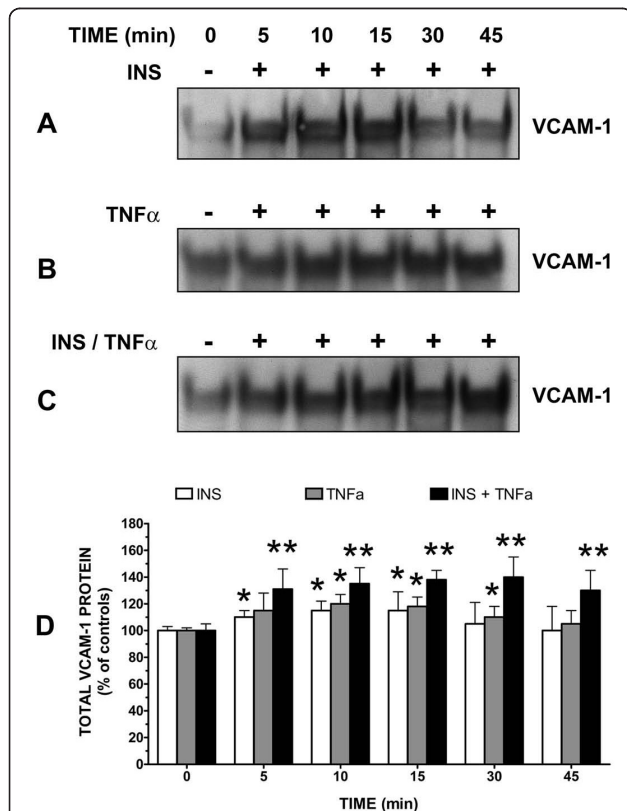 TIME (min) 0 5 10 15 30 45
INS - + + + + +
A VCAM-1
TNFα - + + + + +
B VCAM-1
INS / TNFα - + + + + +
C VCAM-1
INS TNFa INS + TNFa
D
TOTAL VCAM-1 PROTEIN
(% of controls)
180
160
140
120
100
80
60
40
20
0
* ** * * ** * * ** * ** **
0 5 10 15 30 45
TIME (min)